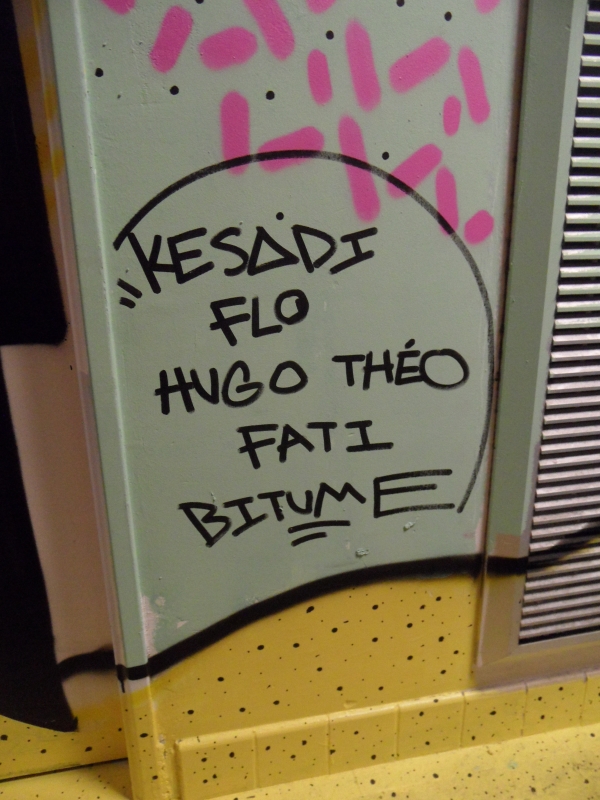 KESADI
FLO
HUGO THÉO
FATI
BITUME